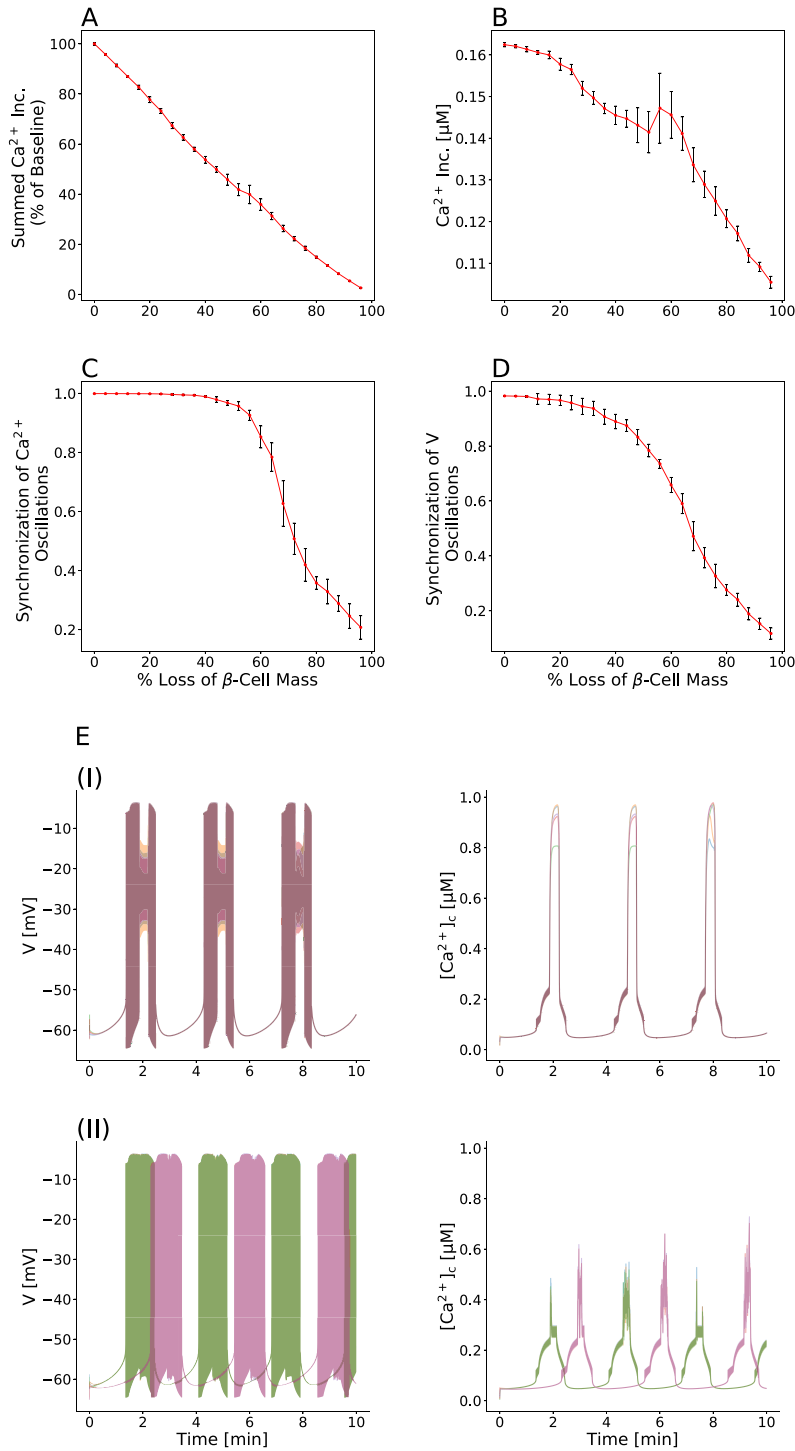 A
Summed Ca²⁺ Inc.
(% of Baseline)
100
80
60
40
20
0
0 20 40 60 80 100
B
Ca²⁺ Inc. [µM]
0.16
0.15
0.14
0.13
0.12
0.11
0 20 40 60 80 100
C
Synchronization of Ca²⁺
Oscillations
1.0
0.8
0.6
0.4
0.2
0 20 40 60 80 100
% Loss of β-Cell Mass
D
Synchronization of V
Oscillations
1.0
0.8
0.6
0.4
0.2
0 20 40 60 80 100
% Loss of β-Cell Mass
E
(I)
V [mV]
−10
−20
−30
−40
−50
−60
0 2 4 6 8 10
[Ca²⁺]c [µM]
1.0
0.8
0.6
0.4
0.2
0.0
0 2 4 6 8 10
(II)
V [mV]
−10
−20
−30
−40
−50
−60
0 2 4 6 8 10
Time [min]
[Ca²⁺]c [µM]
1.0
0.8
0.6
0.4
0.2
0.0
0 2 4 6 8 10
Time [min]